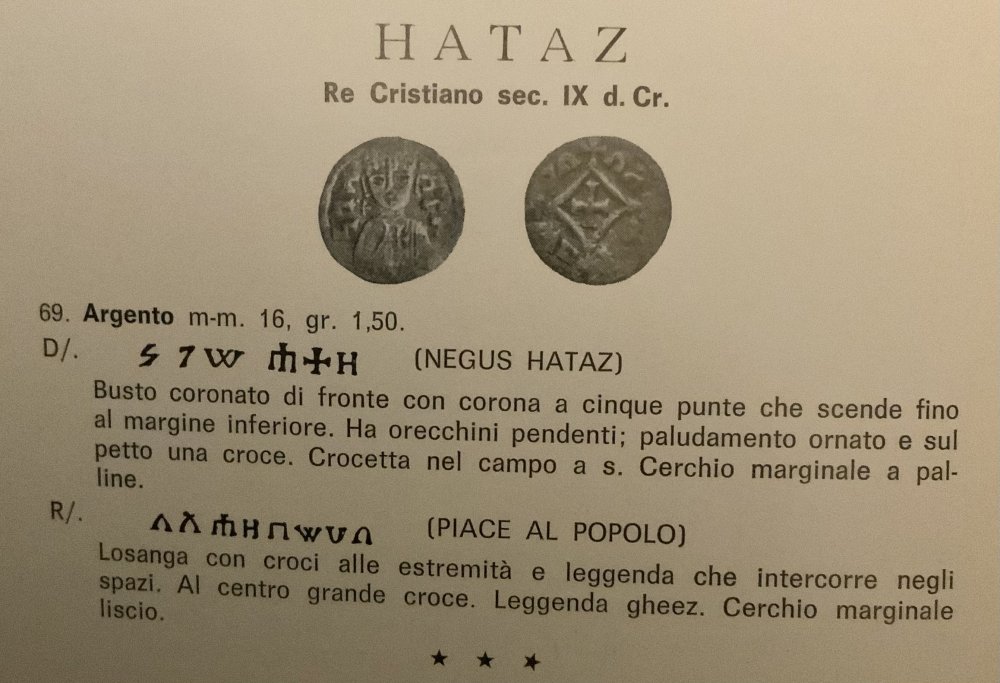 HATAZ
Re Cristiano sec. IX d. Cr.
69. Argento m-m. 16, gr. 1,50.
D/. ነገሠ ሐተዘ (NEGUS HATAZ)
Busto coronato di fronte con corona a cinque punte che scende fino
al margine inferiore. Ha orecchini pendenti; paludamento ornato e sul
petto una croce. Crocetta nel campo a s. Cerchio marginale a pal-
line.
R/. ለአሐዘበሠሀለ (PIACE AL POPOLO)
Losanga con croci alle estremità e leggenda che intercorre negli
spazi. Al centro grande croce. Leggenda gheez. Cerchio marginale
liscio.